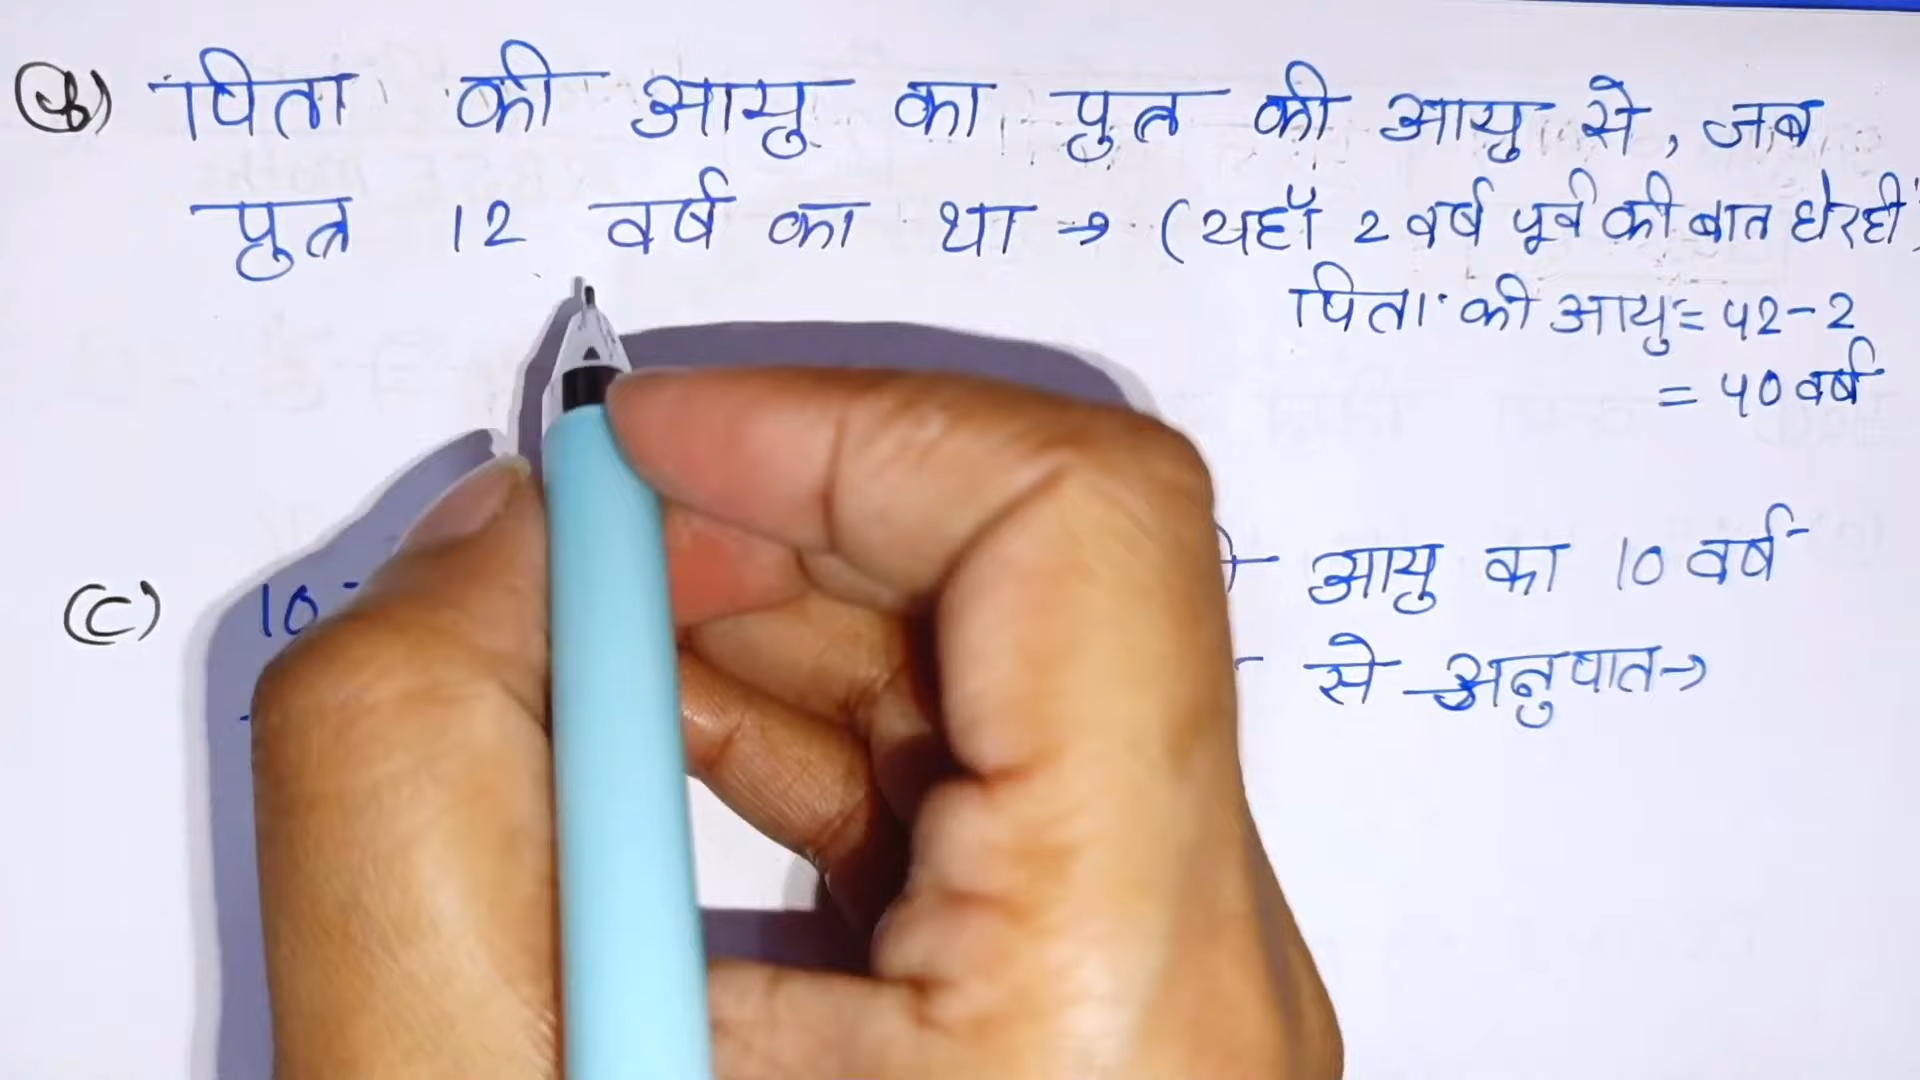 (b) पिता की आयु का पुत्र की आयु से, जब
पुत्र 12 वर्ष का था → (यहाँ 2 वर्ष पूर्व की बात हो रही)
पिता की आयु = 42-2
= 40 वर्ष
(C) 10 आयु का 10 वर्ष
से अनुपात→